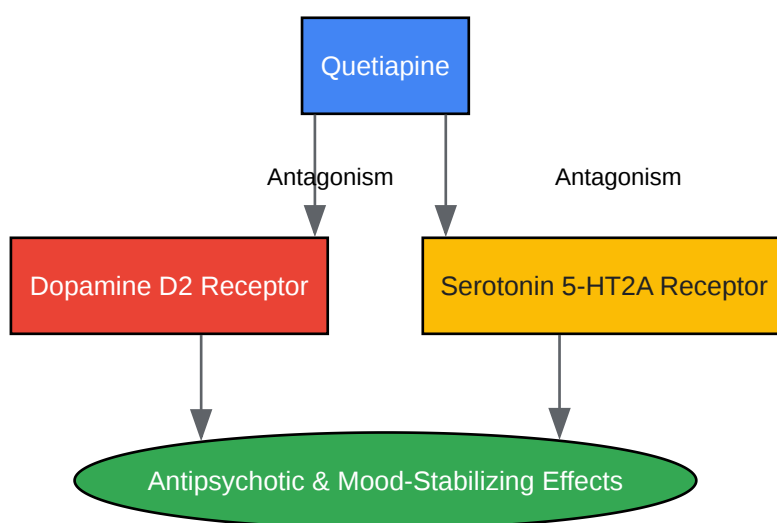 Quetiapine
Antagonism
Antagonism
Dopamine D2 Receptor
Serotonin 5-HT2A Receptor
Antipsychotic & Mood-Stabilizing Effects